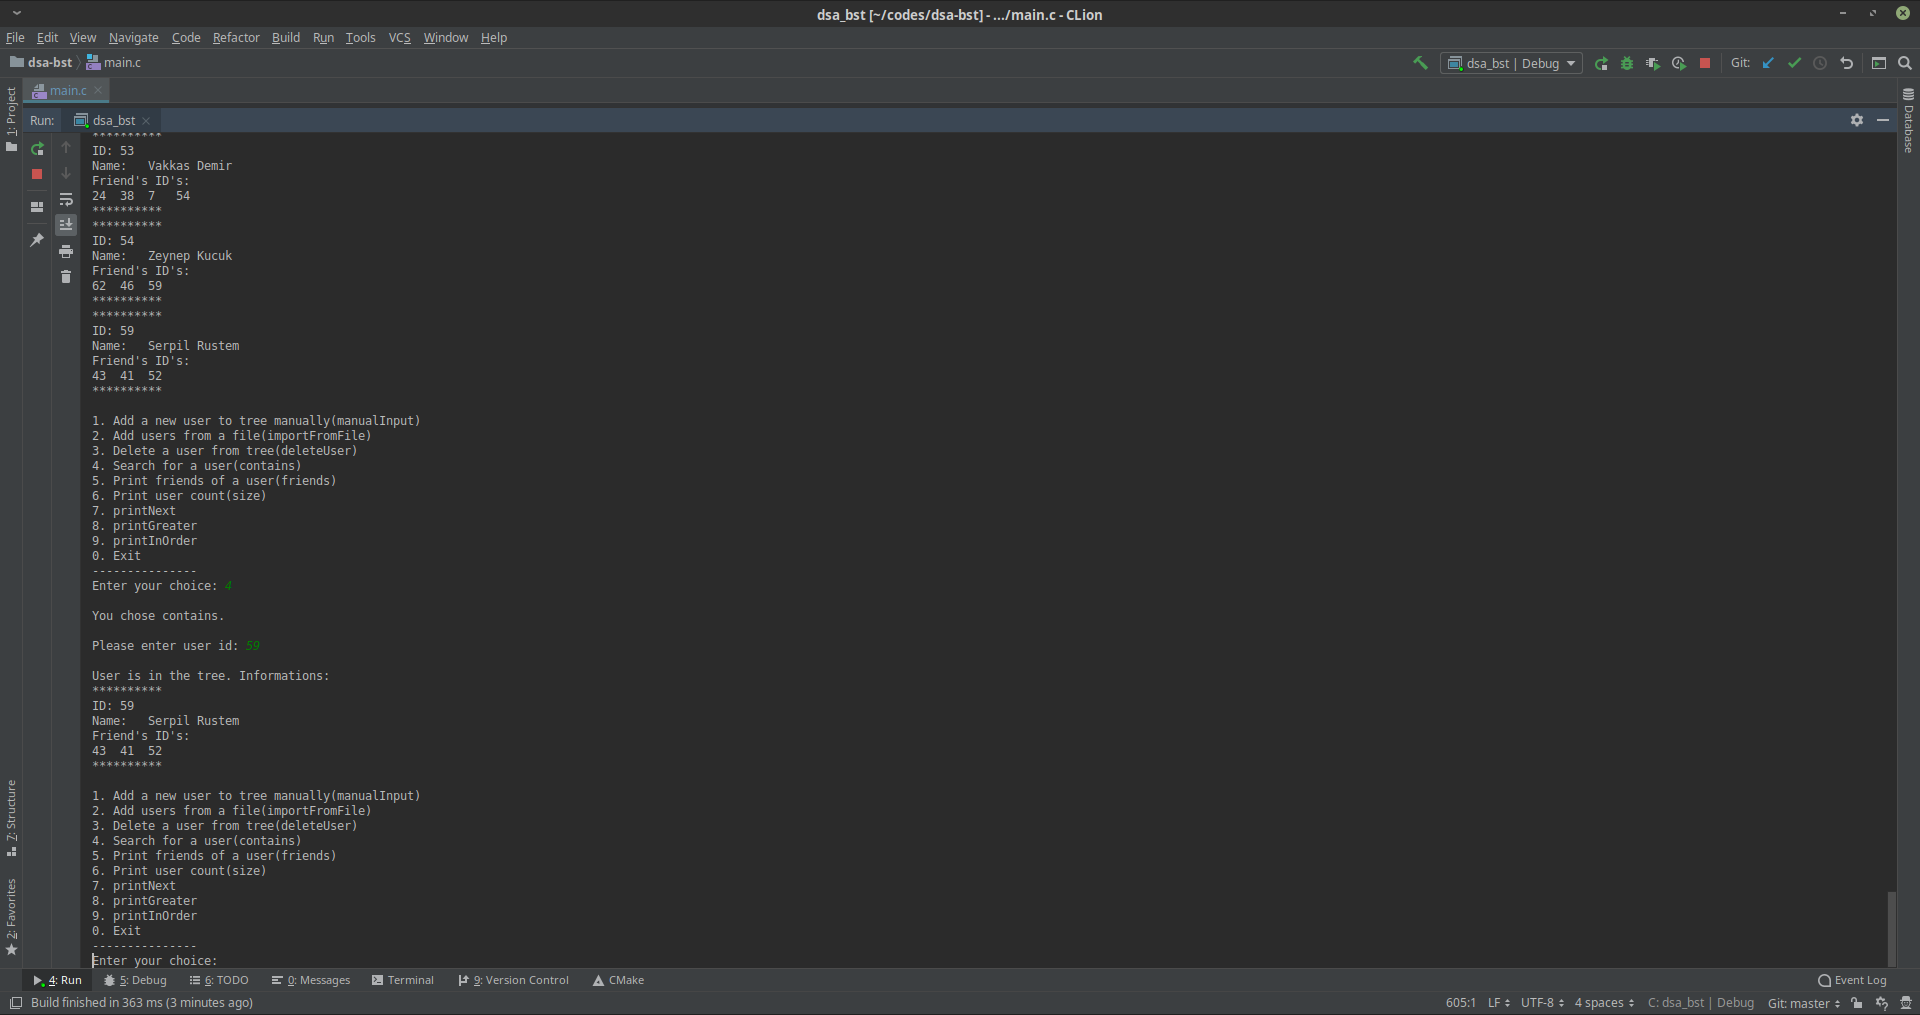 dsa_bst [~/codes/dsa-bst] - .../main.c - CLion
File Edit View Navigate Code Refactor Build Run Tools VCS Window Help
dsa-bst main.c dsa_bst | Debug Git:
main.c
Run: dsa_bst
1: Project
Database
**********
ID: 53
Name:   Vakkas Demir
Friend's ID's:
24  38  7   54
**********
**********
ID: 54
Name:   Zeynep Kucuk
Friend's ID's:
62  46  59
**********
**********
ID: 59
Name:   Serpil Rustem
Friend's ID's:
43  41  52
**********
1. Add a new user to tree manually(manualInput)
2. Add users from a file(importFromFile)
3. Delete a user from tree(deleteUser)
4. Search for a user(contains)
5. Print friends of a user(friends)
6. Print user count(size)
7. printNext
8. printGreater
9. printInOrder
0. Exit
---------------
Enter your choice: 4
You chose contains.
Please enter user id: 59
User is in the tree. Informations:
**********
ID: 59
Name:   Serpil Rustem
Friend's ID's:
43  41  52
**********
1. Add a new user to tree manually(manualInput)
2. Add users from a file(importFromFile)
3. Delete a user from tree(deleteUser)
4. Search for a user(contains)
5. Print friends of a user(friends)
6. Print user count(size)
7. printNext
8. printGreater
9. printInOrder
0. Exit
---------------
Enter your choice:
7: Structure
2: Favorites
4: Run 5: Debug 6: TODO 0: Messages Terminal 9: Version Control CMake Event Log
Build finished in 363 ms (3 minutes ago) 605:1 LF UTF-8 4 spaces C: dsa_bst | Debug Git: master